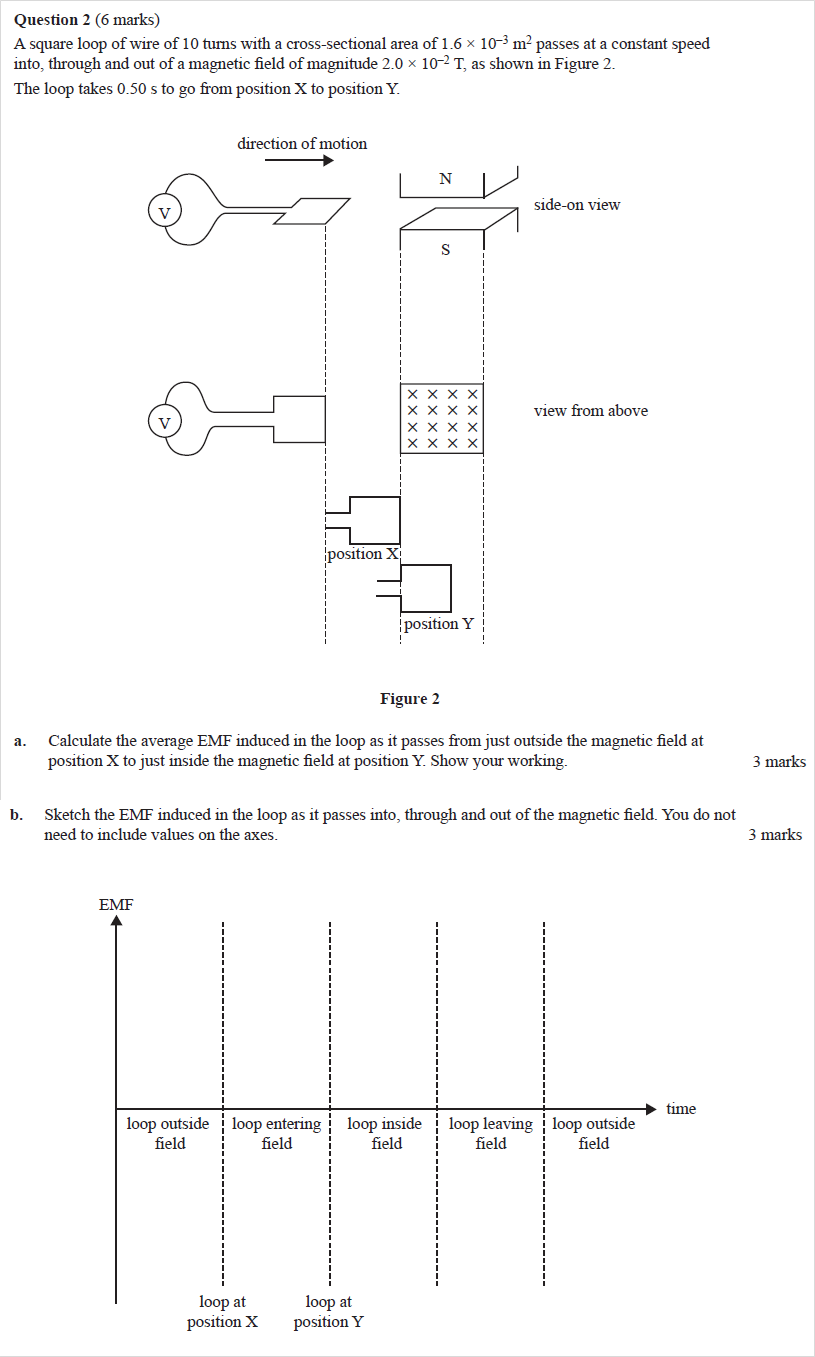 Question 2 (6 marks)
A square loop of wire of 10 turns with a cross-sectional area of 1.6 × 10⁻³ m² passes at a constant speed
into, through and out of a magnetic field of magnitude 2.0 × 10⁻² T, as shown in Figure 2.
The loop takes 0.50 s to go from position X to position Y.
direction of motion
N
V
side-on view
S
× × × ×
× × × ×
V
view from above
× × × ×
× × × ×
position X
position Y
Figure 2
a. Calculate the average EMF induced in the loop as it passes from just outside the magnetic field at
position X to just inside the magnetic field at position Y. Show your working. 3 marks
b. Sketch the EMF induced in the loop as it passes into, through and out of the magnetic field. You do not
need to include values on the axes. 3 marks
EMF
time
loop outside loop entering loop inside loop leaving loop outside
field field field field field
loop at loop at
position X position Y